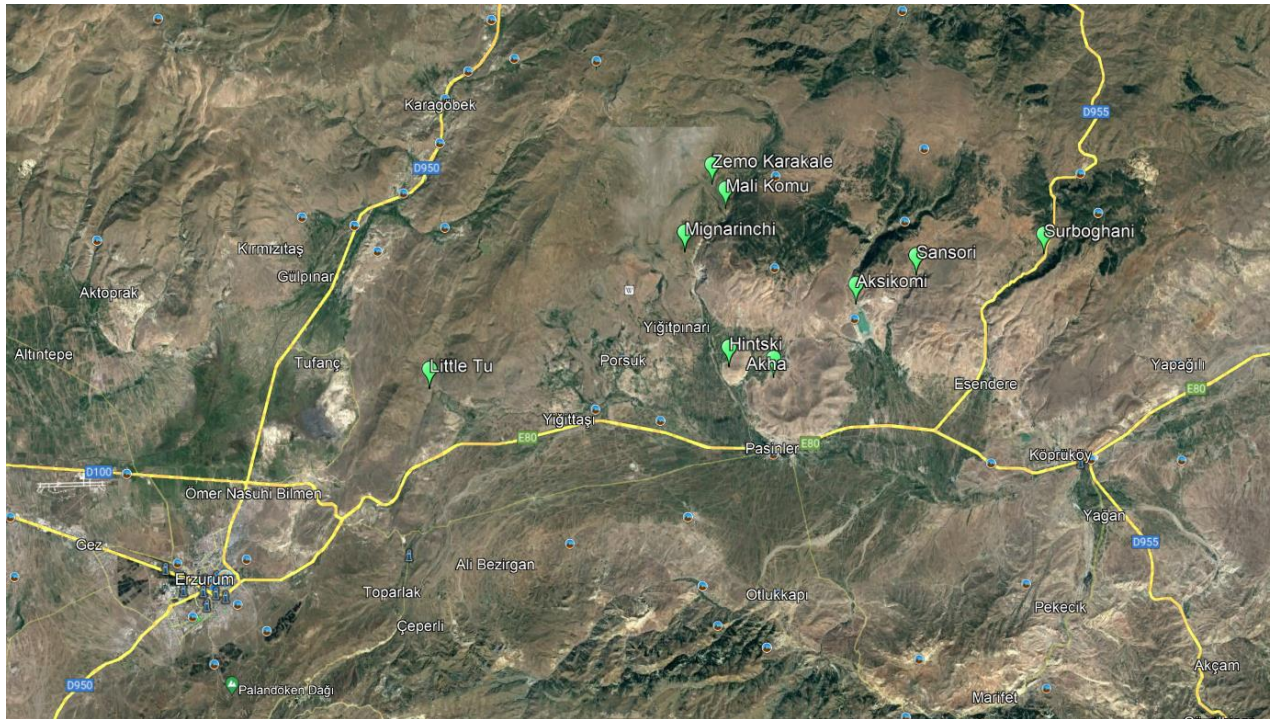 Karagöbek
D955
D950
Zemo Karakale
Mali Komu
Mignarinchi
Surboghani
Kırmızıtaş
Sansori
Gülpınar
Aksikomi
Aktoprak
Yiğitpınarı
Altıntepe
Hintski
Tufanç
Porsuk
Akha
Yapağılı
Little Tu
Esendere
E80
Yiğittaşı
E80
E80
Pasinler
Köprüköy
D100
Ömer Nasuhi Bilmen
Yağan
Gez
D955
Ali Bezirgan
Erzurum
Toparlak
Otlukkapı
Pekecik
Çeperli
Akçam
D950
Palandöken Dağı
Marifet